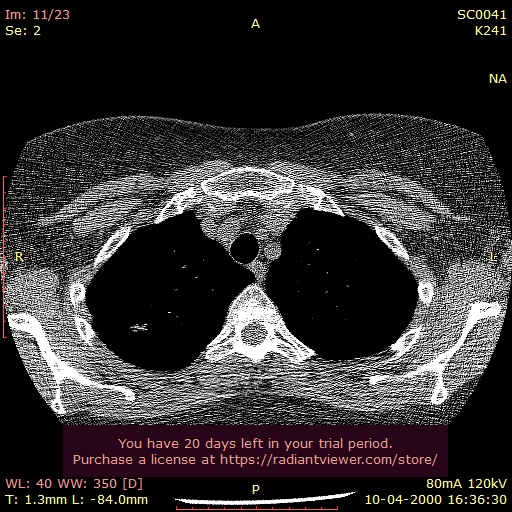 Im: 11/23
Se: 2
A
SC0041
K241
NA
R
L
You have 20 days left in your trial period.
Purchase a license at https://radiantviewer.com/store/
WL: 40 WW: 350 [D]
T: 1.3mm L: -84.0mm
P
80mA 120kV
10-04-2000 16:36:30